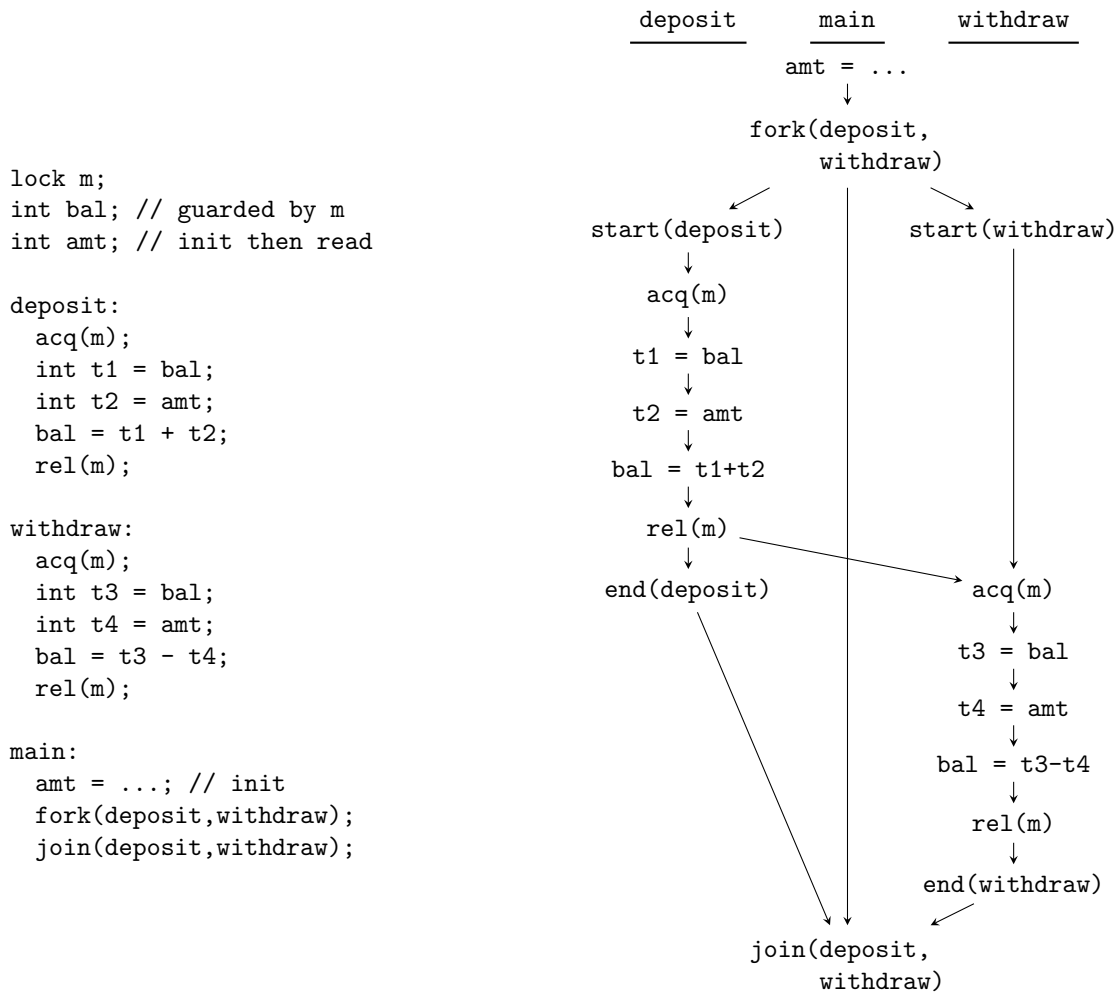 lock m;
int bal; // guarded by m
int amt; // init then read
deposit:
acq(m);
int t1 = bal;
int t2 = amt;
bal = t1 + t2;
rel(m);
withdraw:
acq(m);
int t3 = bal;
int t4 = amt;
bal = t3 - t4;
rel(m);
main:
amt = ...; // init
fork(deposit,withdraw);
join(deposit,withdraw);
deposit main withdraw
amt = ...
fork(deposit,
withdraw)
start(deposit) start(withdraw)
acq(m)
t1 = bal
t2 = amt
bal = t1+t2
rel(m)
end(deposit) acq(m)
t3 = bal
t4 = amt
bal = t3-t4
rel(m)
end(withdraw)
join(deposit,
withdraw)